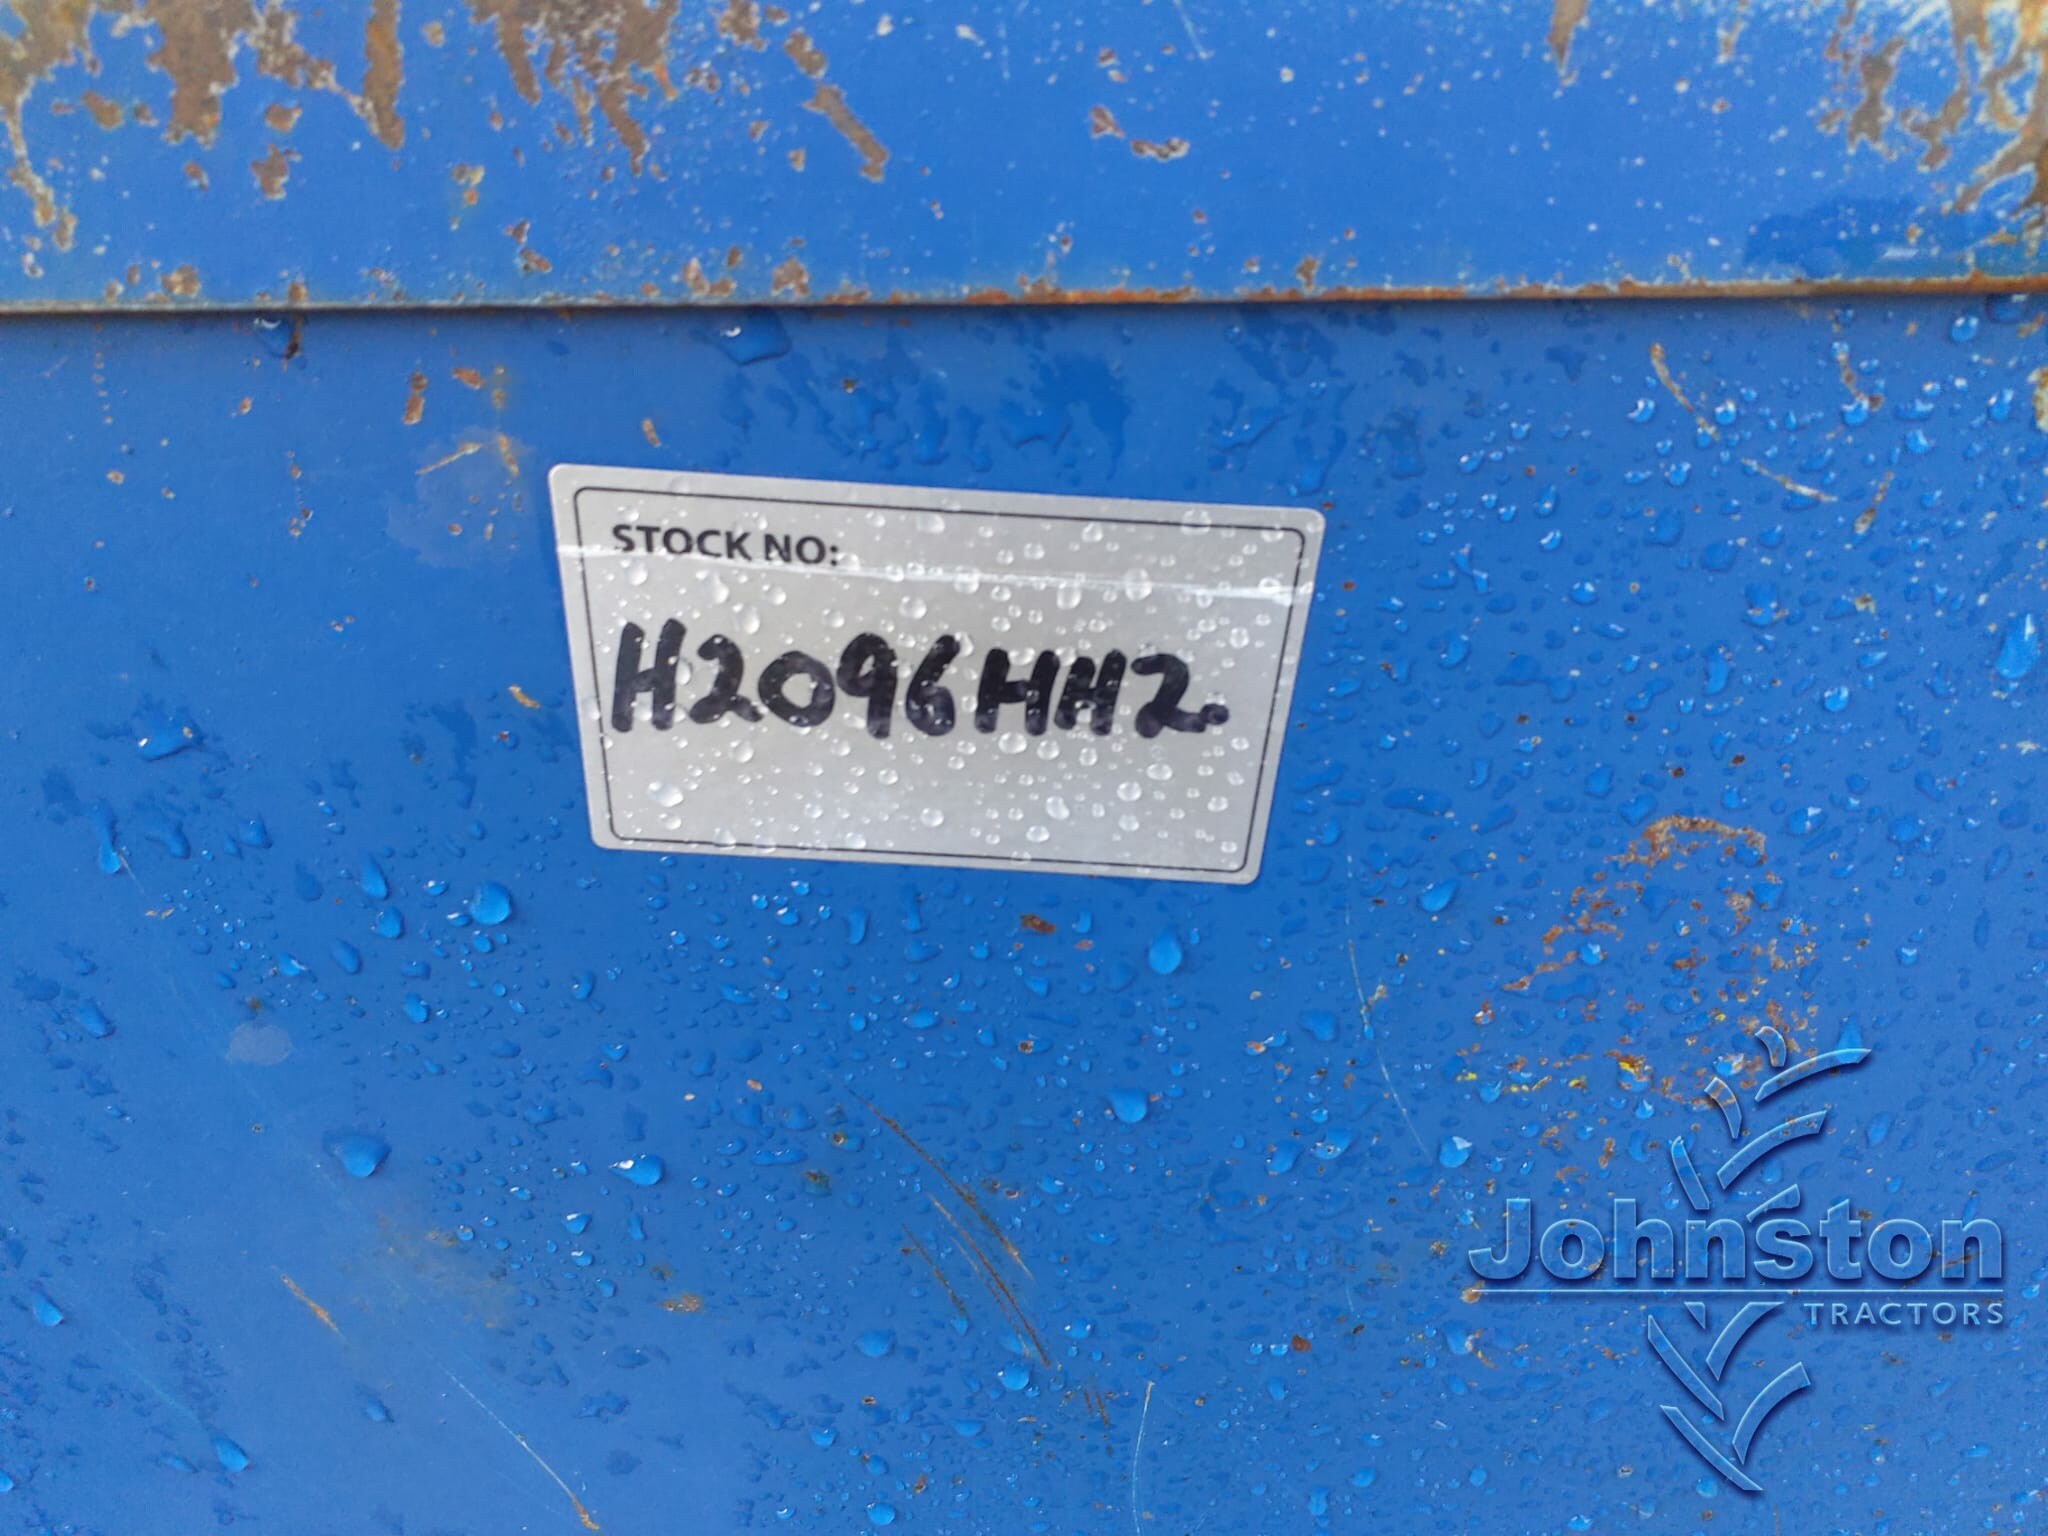 STOCK NO:
H2096HH2.
Johnston
TRACTORS